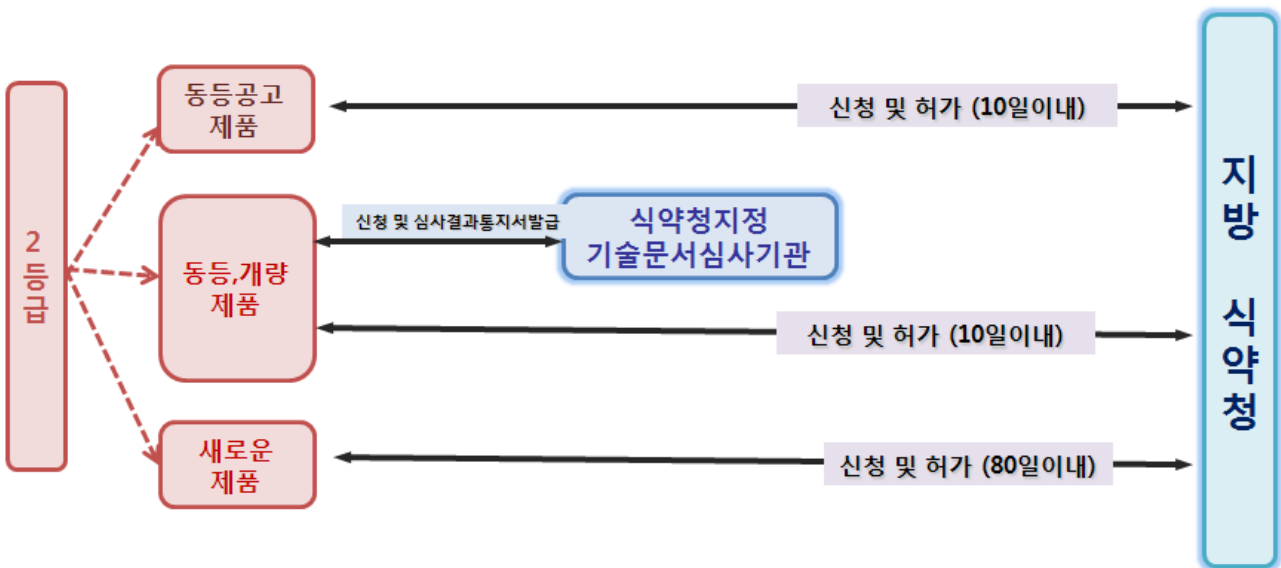 2등급
동등공고
제품
신청 및 허가 (10일이내)
동등,개량
제품
신청 및 심사결과통지서발급
식약청지정
기술문서심사기관
신청 및 허가 (10일이내)
새로운
제품
신청 및 허가 (80일이내)
지방 식약청